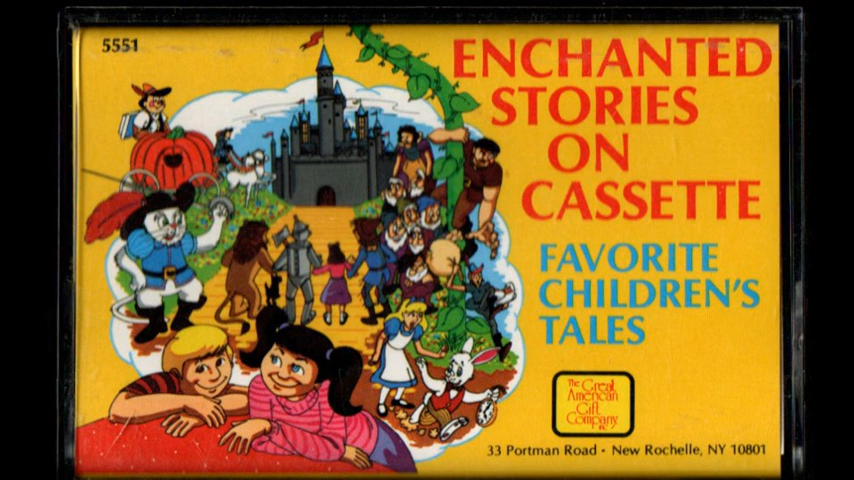 5551
ENCHANTED
STORIES
ON
CASSETTE
FAVORITE
CHILDREN'S
TALES
The Great
American
Gift
Company
INC
33 Portman Road • New Rochelle, NY 10801